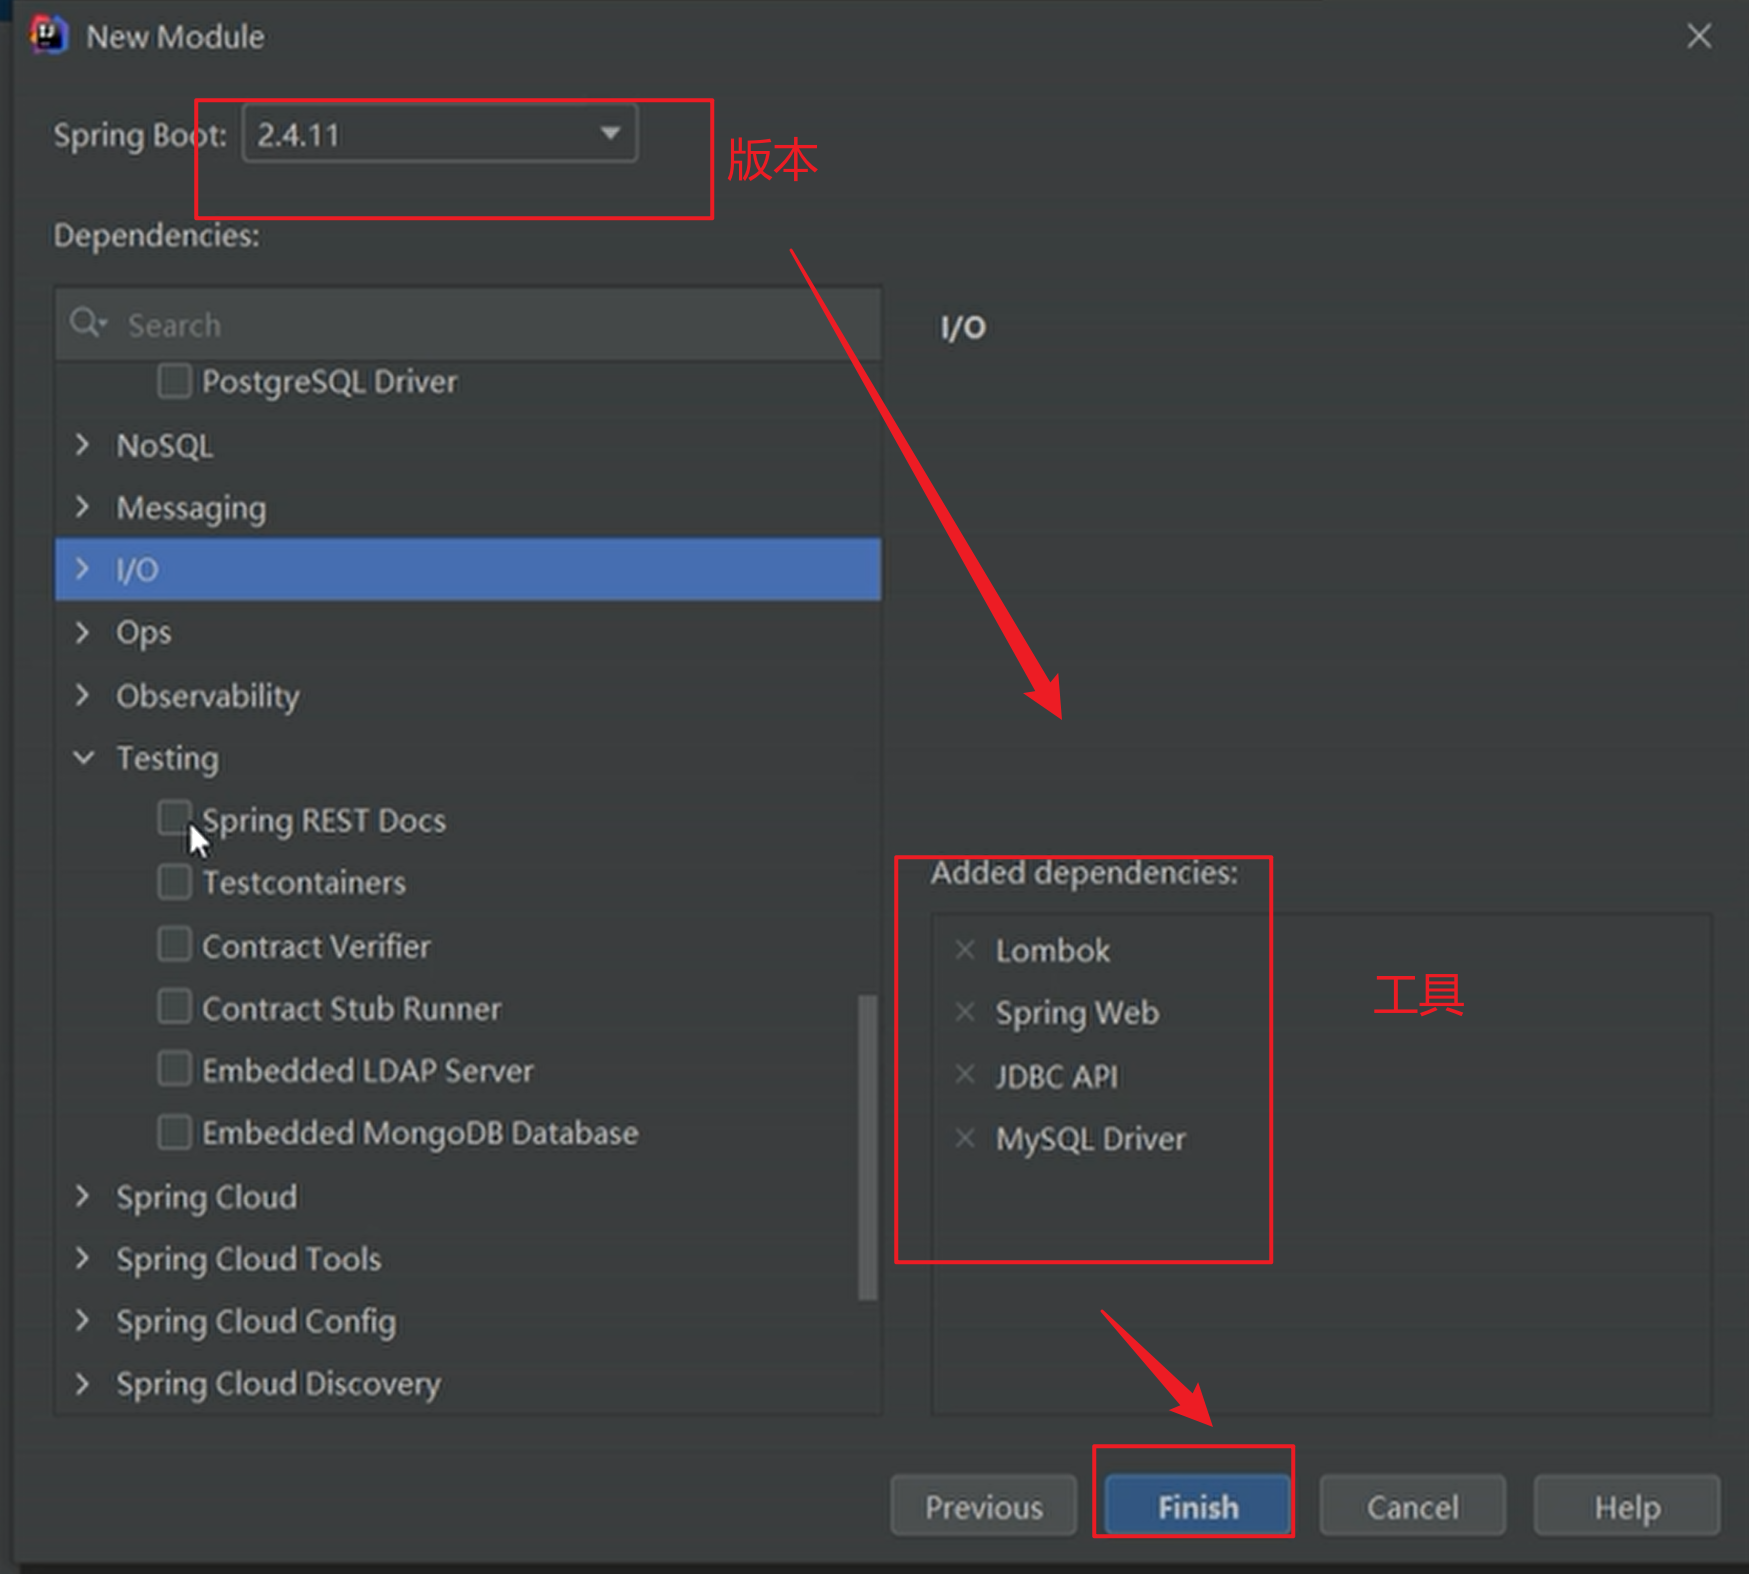 New Module
Spring Boot: 2.4.11
版本
Dependencies:
Search
I/O
PostgreSQL Driver
NoSQL
Messaging
I/O
Ops
Observability
Testing
Spring REST Docs
Testcontainers
Contract Verifier
Contract Stub Runner
Embedded LDAP Server
Embedded MongoDB Database
Spring Cloud
Spring Cloud Tools
Spring Cloud Config
Spring Cloud Discovery
Added dependencies:
Lombok
Spring Web
JDBC API
MySQL Driver
工具
Previous
Finish
Cancel
Help